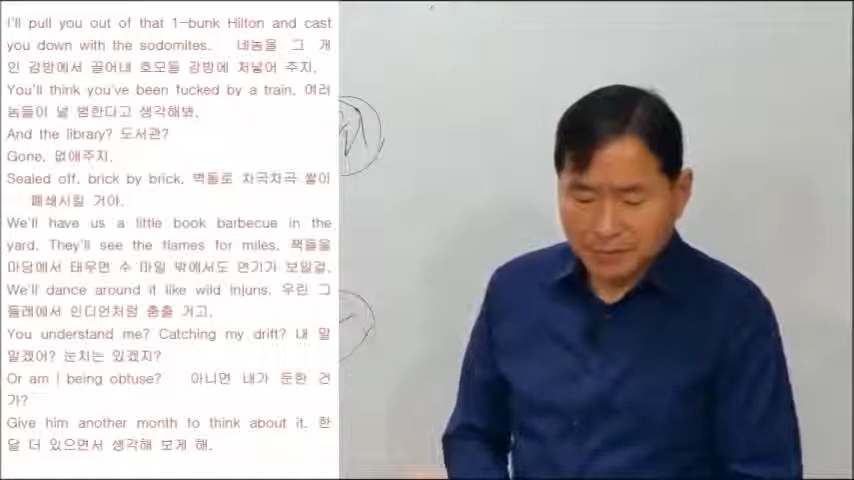 I'll pull you out of that 1-bunk Hilton and cast
you down with the sodomites. 네놈을 그 개
인 감방에서 끌어내 호모들 감방에 처넣어 주지.
You'll think you've been fucked by a train. 여러
놈들이 널 범한다고 생각해봐.
And the library? 도서관?
Gone. 없애주지.
Sealed off, brick by brick. 벽돌로 차곡차곡 쌓이
폐쇄시킬 거야.
We'll have us a little book barbecue in the
yard. They'll see the flames for miles. 책들을
마당에서 태우면 수 마일 밖에서도 연기가 보일걸.
We'll dance around it like wild Injuns. 우린 그
둘레에서 인디언처럼 춤출 거고.
You understand me? Catching my drift? 내 말
알겠어? 눈치는 있겠지?
Or am I being obtuse? 아니면 내가 둔한 건
가?
Give him another month to think about it. 한
달 더 있으면서 생각해 보게 해.